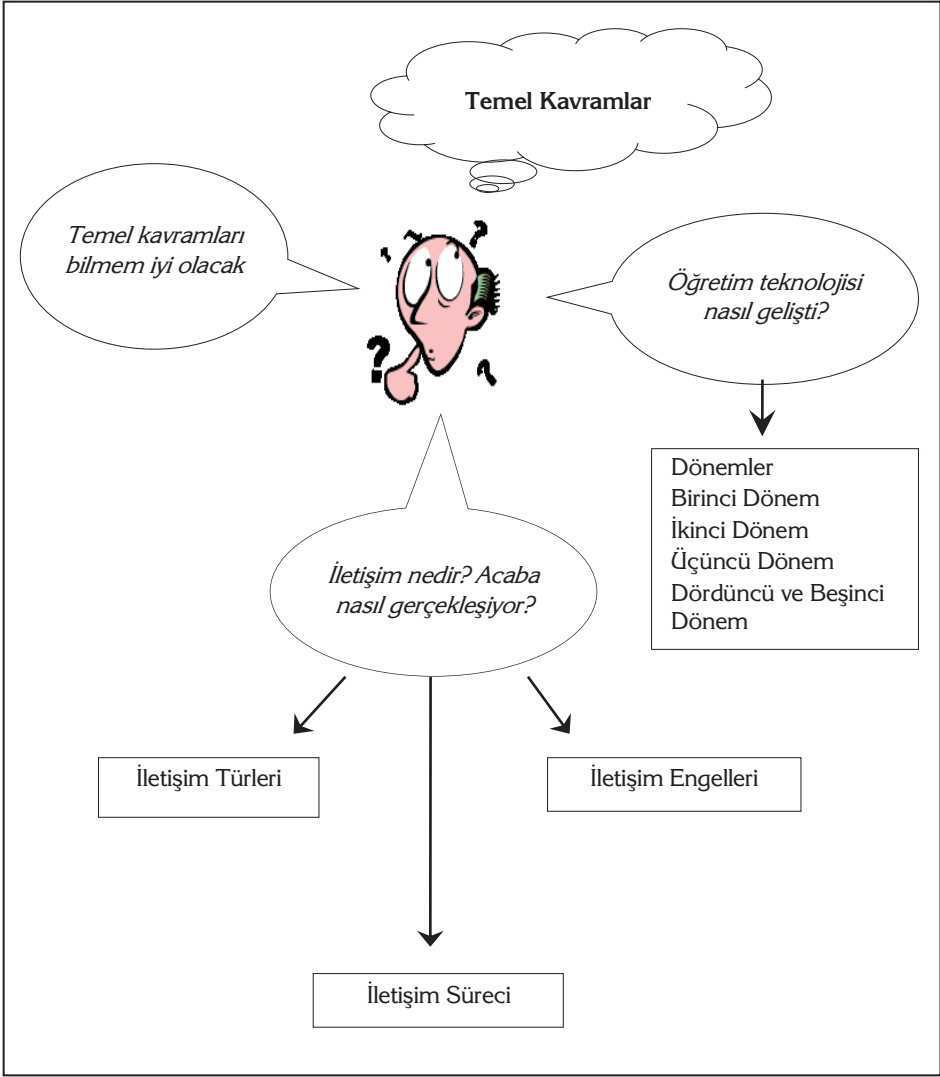 Temel Kavramlar
Temel kavramları
bilmem iyi olacak
Öğretim teknolojisi
nasıl gelişti?
Dönemler
Birinci Dönem
İkinci Dönem
Üçüncü Dönem
Dördüncü ve Beşinci
Dönem
İletişim nedir? Acaba
nasıl gerçekleşiyor?
İletişim Türleri
İletişim Engelleri
İletişim Süreci